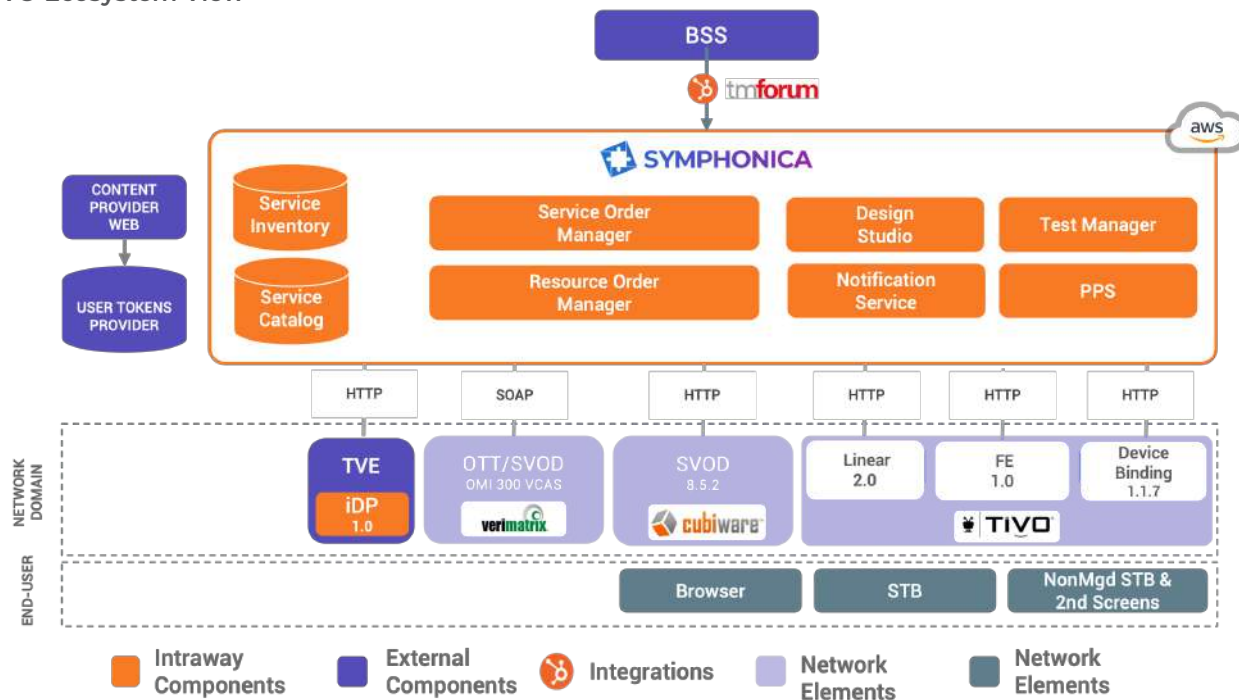 BSS
tmforum
aws
SYMPHONICA
CONTENT
PROVIDER
WEB
USER TOKENS
PROVIDER
Service
Inventory
Service
Catalog
Service Order
Manager
Resource Order
Manager
Design
Studio
Notification
Service
Test Manager
PPS
HTTP
SOAP
HTTP
HTTP
HTTP
HTTP
NETWORK
DOMAIN
TVE
iDP
1.0
OTT/SVOD
OMI 300 VCAS
verimatrix
SVOD
8.5.2
cubiware
Linear
2.0
FE
1.0
Device
Binding
1.1.7
TIVO
END-USER
Browser
STB
NonMgd STB &
2nd Screens
Intraway
Components
External
Components
Integrations
Network
Elements
Network
Elements